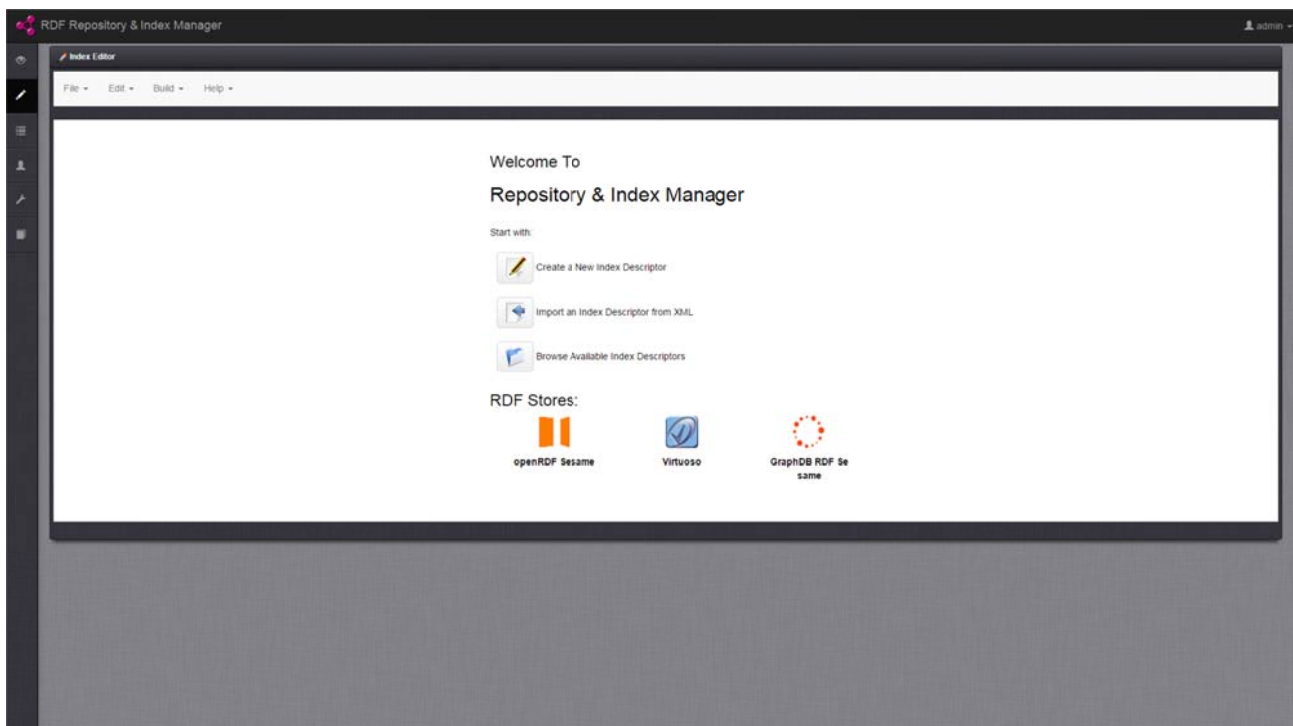 RDF Repository & Index Manager
admin
Index Editor
File Edit Build Help
Welcome To
Repository & Index Manager
Start with:
Create a New Index Descriptor
Import an Index Descriptor from XML
Browse Available Index Descriptors
RDF Stores:
openRDF Sesame
Virtuoso
GraphDB RDF Se
same